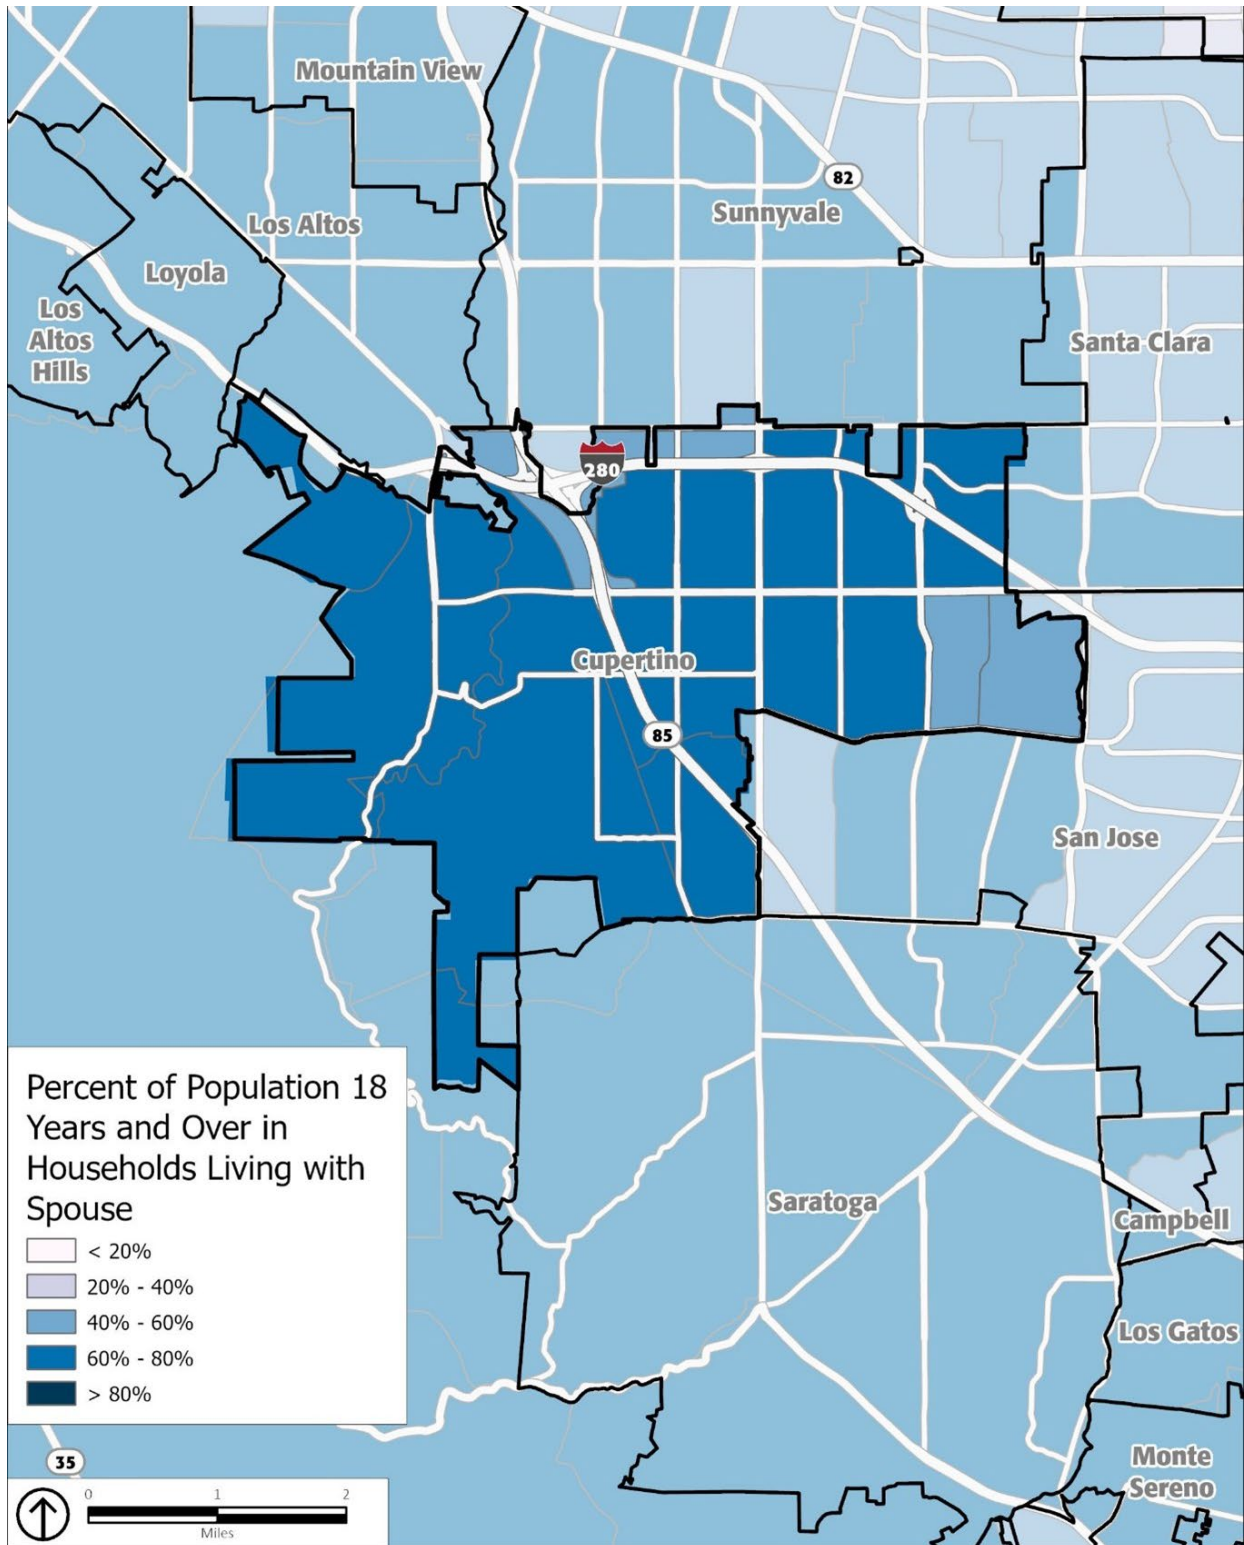 Mountain View
82
Sunnyvale
Los Altos
Loyola
Los
Altos
Hills
Santa Clara
280
Cupertino
85
San Jose
Percent of Population 18
Years and Over in
Households Living with
Spouse
< 20%
20% - 40%
40% - 60%
60% - 80%
> 80%
Saratoga
Campbell
Los Gatos
Monte
Sereno
35
0 1 2
Miles